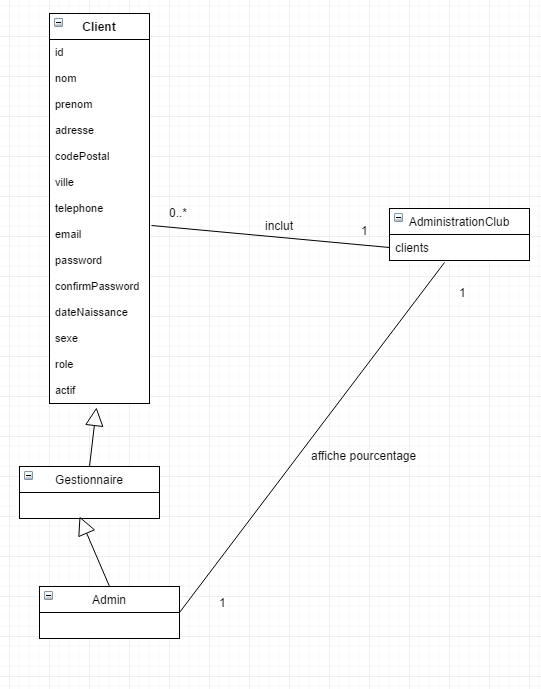 Client
id
nom
prenom
adresse
codePostal
ville
telephone
email
password
confirmPassword
dateNaissance
sexe
role
actif
0..*
inclut
1
AdministrationClub
clients
1
affiche pourcentage
Gestionnaire
Admin
1